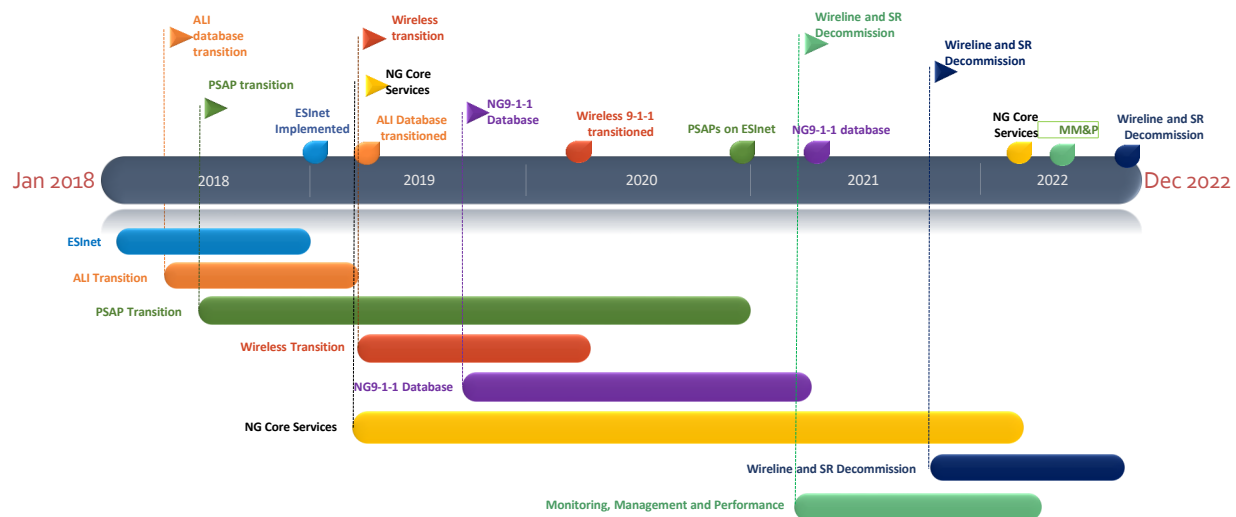 ALI
database
transition
Wireless
transition
Wireline and SR
Decommission
Wireline and SR
Decommission
PSAP transition
NG Core
Services
NG9-1-1
Database
ESInet
Implemented
ALI Database
transitioned
Wireless 9-1-1
transitioned
PSAPs on ESInet
NG9-1-1 database
NG Core
Services
MM&P
Wireline and SR
Decommission
Jan 2018
2018
2019
2020
2021
2022
Dec 2022
ESInet
ALI Transition
PSAP Transition
Wireless Transition
NG9-1-1 Database
NG Core Services
Wireline and SR Decommission
Monitoring, Management and Performance